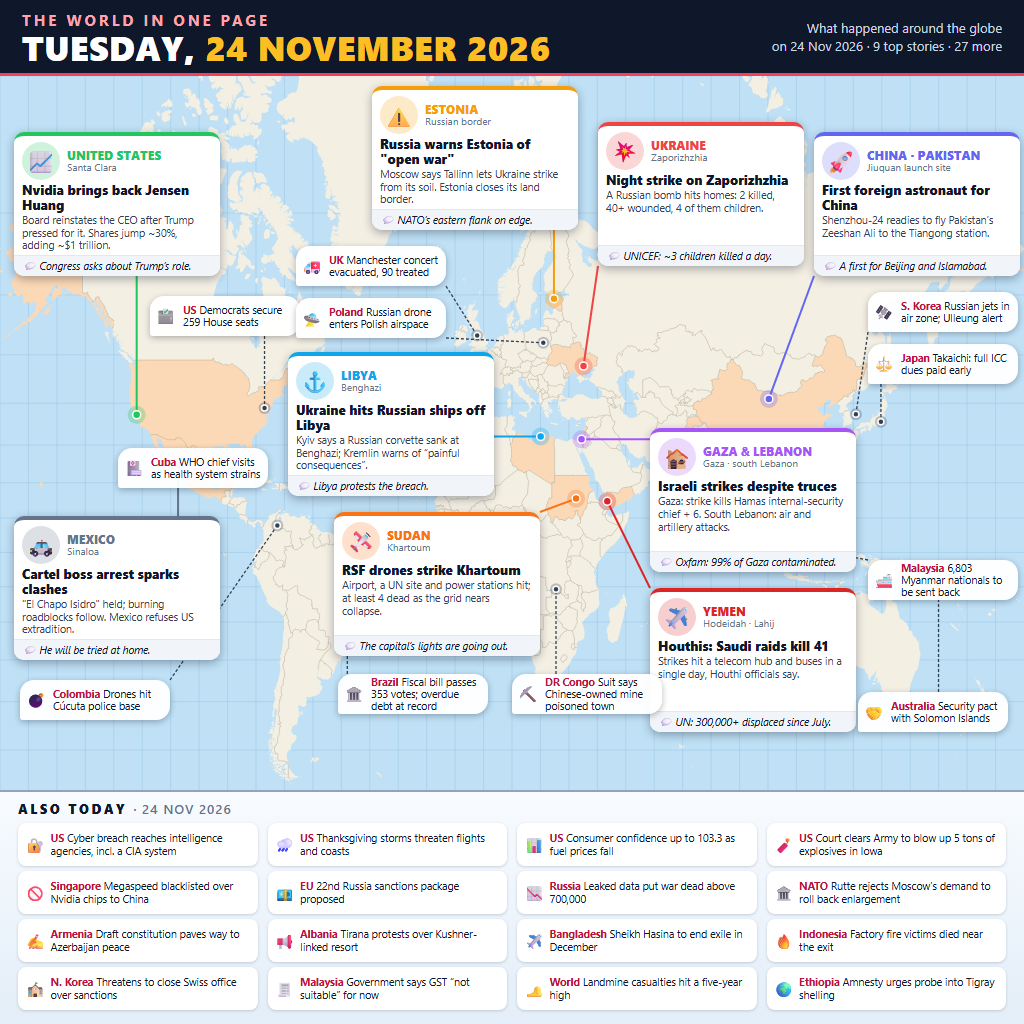 THE WORLD IN ONE PAGE
TUESDAY, 24 NOVEMBER 2026
What happened around the globe
on 24 Nov 2026 · 9 top stories · 27 more
ESTONIA
Russian border
Russia warns Estonia of
"open war"
Moscow says Tallinn lets Ukraine strike
from its soil. Estonia closes its land
border.
NATO's eastern flank on edge.
UNITED STATES
Santa Clara
Nvidia brings back Jensen
Huang
Board reinstates the CEO after Trump
pressed for it. Shares jump ~30%,
adding ~$1 trillion.
Congress asks about Trump's role.
UKRAINE
Zaporizhzhia
Night strike on Zaporizhzhia
A Russian bomb hits homes: 2 killed,
40+ wounded, 4 of them children.
UNICEF: ~3 children killed a day.
CHINA · PAKISTAN
Jiuquan launch site
First foreign astronaut for
China
Shenzhou-24 readies to fly Pakistan's
Zeeshan Ali to the Tiangong station.
A first for Beijing and Islamabad.
UK Manchester concert
evacuated, 90 treated
US Democrats secure
259 House seats
Poland Russian drone
enters Polish airspace
S. Korea Russian jets in
air zone; Ulleung alert
Japan Takaichi: full ICC
dues paid early
LIBYA
Benghazi
Ukraine hits Russian ships off
Libya
Kyiv says a Russian corvette sank at
Benghazi; Kremlin warns of "painful
consequences".
Libya protests the breach.
Cuba WHO chief visits
as health system strains
GAZA & LEBANON
Gaza · south Lebanon
Israeli strikes despite truces
Gaza: strike kills Hamas internal-security
chief + 6. South Lebanon: air and
artillery attacks.
Oxfam: 99% of Gaza contaminated.
MEXICO
Sinaloa
Cartel boss arrest sparks
clashes
"El Chapo Isidro" held; burning
roadblocks follow. Mexico refuses US
extradition.
He will be tried at home.
SUDAN
Khartoum
RSF drones strike Khartoum
Airport, a UN site and power stations hit;
at least 4 dead as the grid nears
collapse.
The capital's lights are going out.
Malaysia 6,803
Myanmar nationals to
be sent back
YEMEN
Hodeidah · Lahij
Houthis: Saudi raids kill 41
Strikes hit a telecom hub and buses in a
single day, Houthi officials say.
UN: 300,000+ displaced since July.
Colombia Drones hit
Cúcuta police base
Brazil Fiscal bill passes
353 votes; overdue
debt at record
DR Congo Suit says
Chinese-owned mine
poisoned town
Australia Security pact
with Solomon Islands
ALSO TODAY · 24 NOV 2026
US Cyber breach reaches intelligence
agencies, incl. a CIA system
US Thanksgiving storms threaten flights
and coasts
US Consumer confidence up to 103.3 as
fuel prices fall
US Court clears Army to blow up 5 tons of
explosives in Iowa
Singapore Megaspeed blacklisted over
Nvidia chips to China
EU 22nd Russia sanctions package
proposed
Russia Leaked data put war dead above
700,000
NATO Rutte rejects Moscow's demand to
roll back enlargement
Armenia Draft constitution paves way to
Azerbaijan peace
Albania Tirana protests over Kushner-
linked resort
Bangladesh Sheikh Hasina to end exile in
December
Indonesia Factory fire victims died near
the exit
N. Korea Threatens to close Swiss office
over sanctions
Malaysia Government says GST "not
suitable" for now
World Landmine casualties hit a five-year
high
Ethiopia Amnesty urges probe into Tigray
shelling